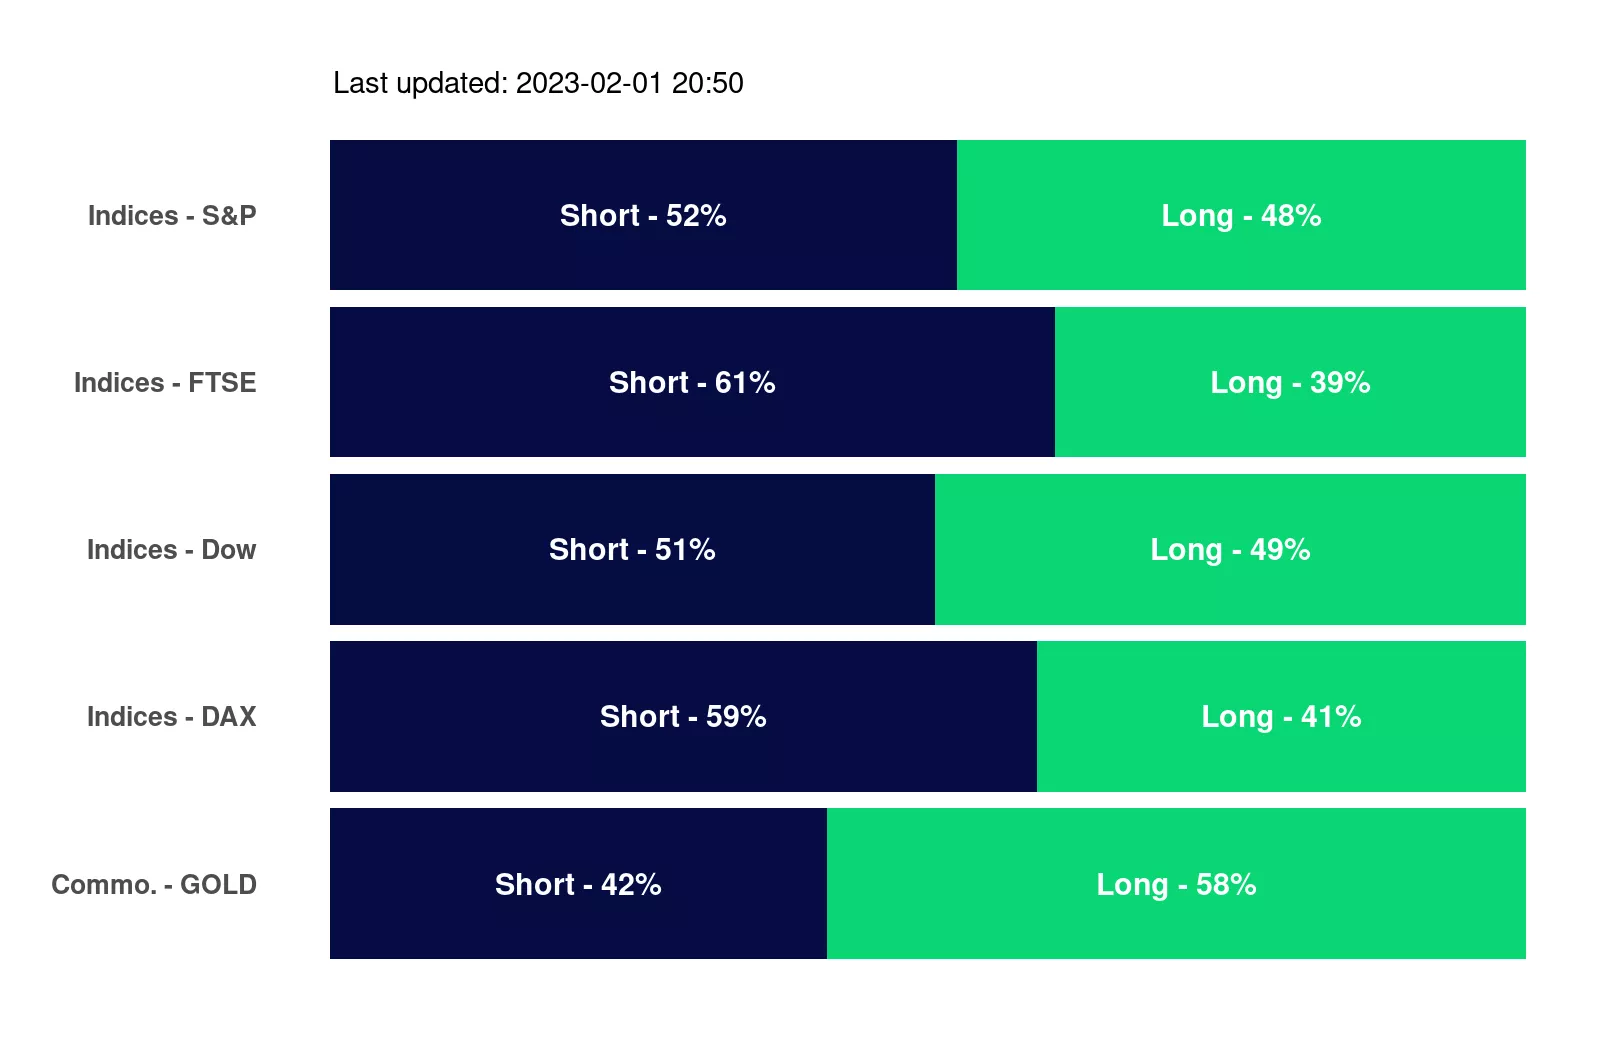 Last updated: 2023-02-01 20:50
Indices - S&P Short - 52% Long - 48%
Indices - FTSE Short - 61% Long - 39%
Indices - Dow Short - 51% Long - 49%
Indices - DAX Short - 59% Long - 41%
Commo. - GOLD Short - 42% Long - 58%